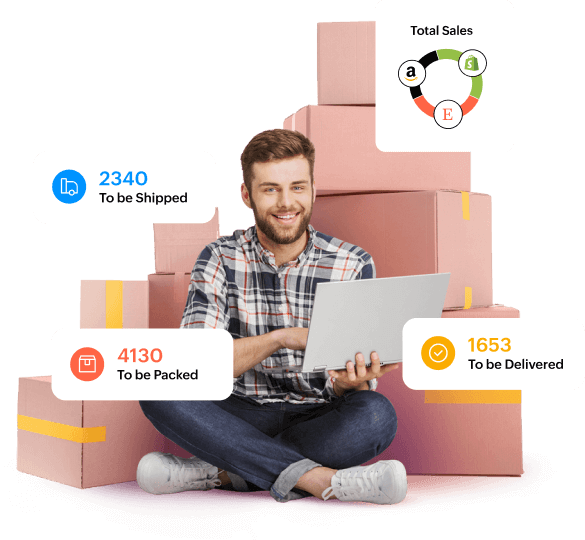 Total Sales
a
S
E
2340
To be Shipped
4130
To be Packed
1653
To be Delivered